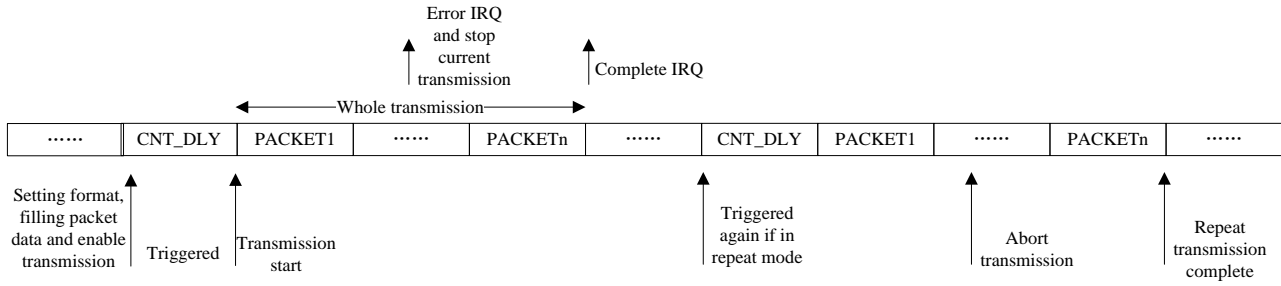 Error IRQ
and stop
current
transmission
Complete IRQ
Whole transmission
······ CNT_DLY PACKET1 ······ PACKETn ······ CNT_DLY PACKET1 ······ PACKETn ······
Setting format,
filling packet
data and enable
transmission
Triggered
Transmission
start
Triggered
again if in
repeat mode
Abort
transmission
Repeat
transmission
complete